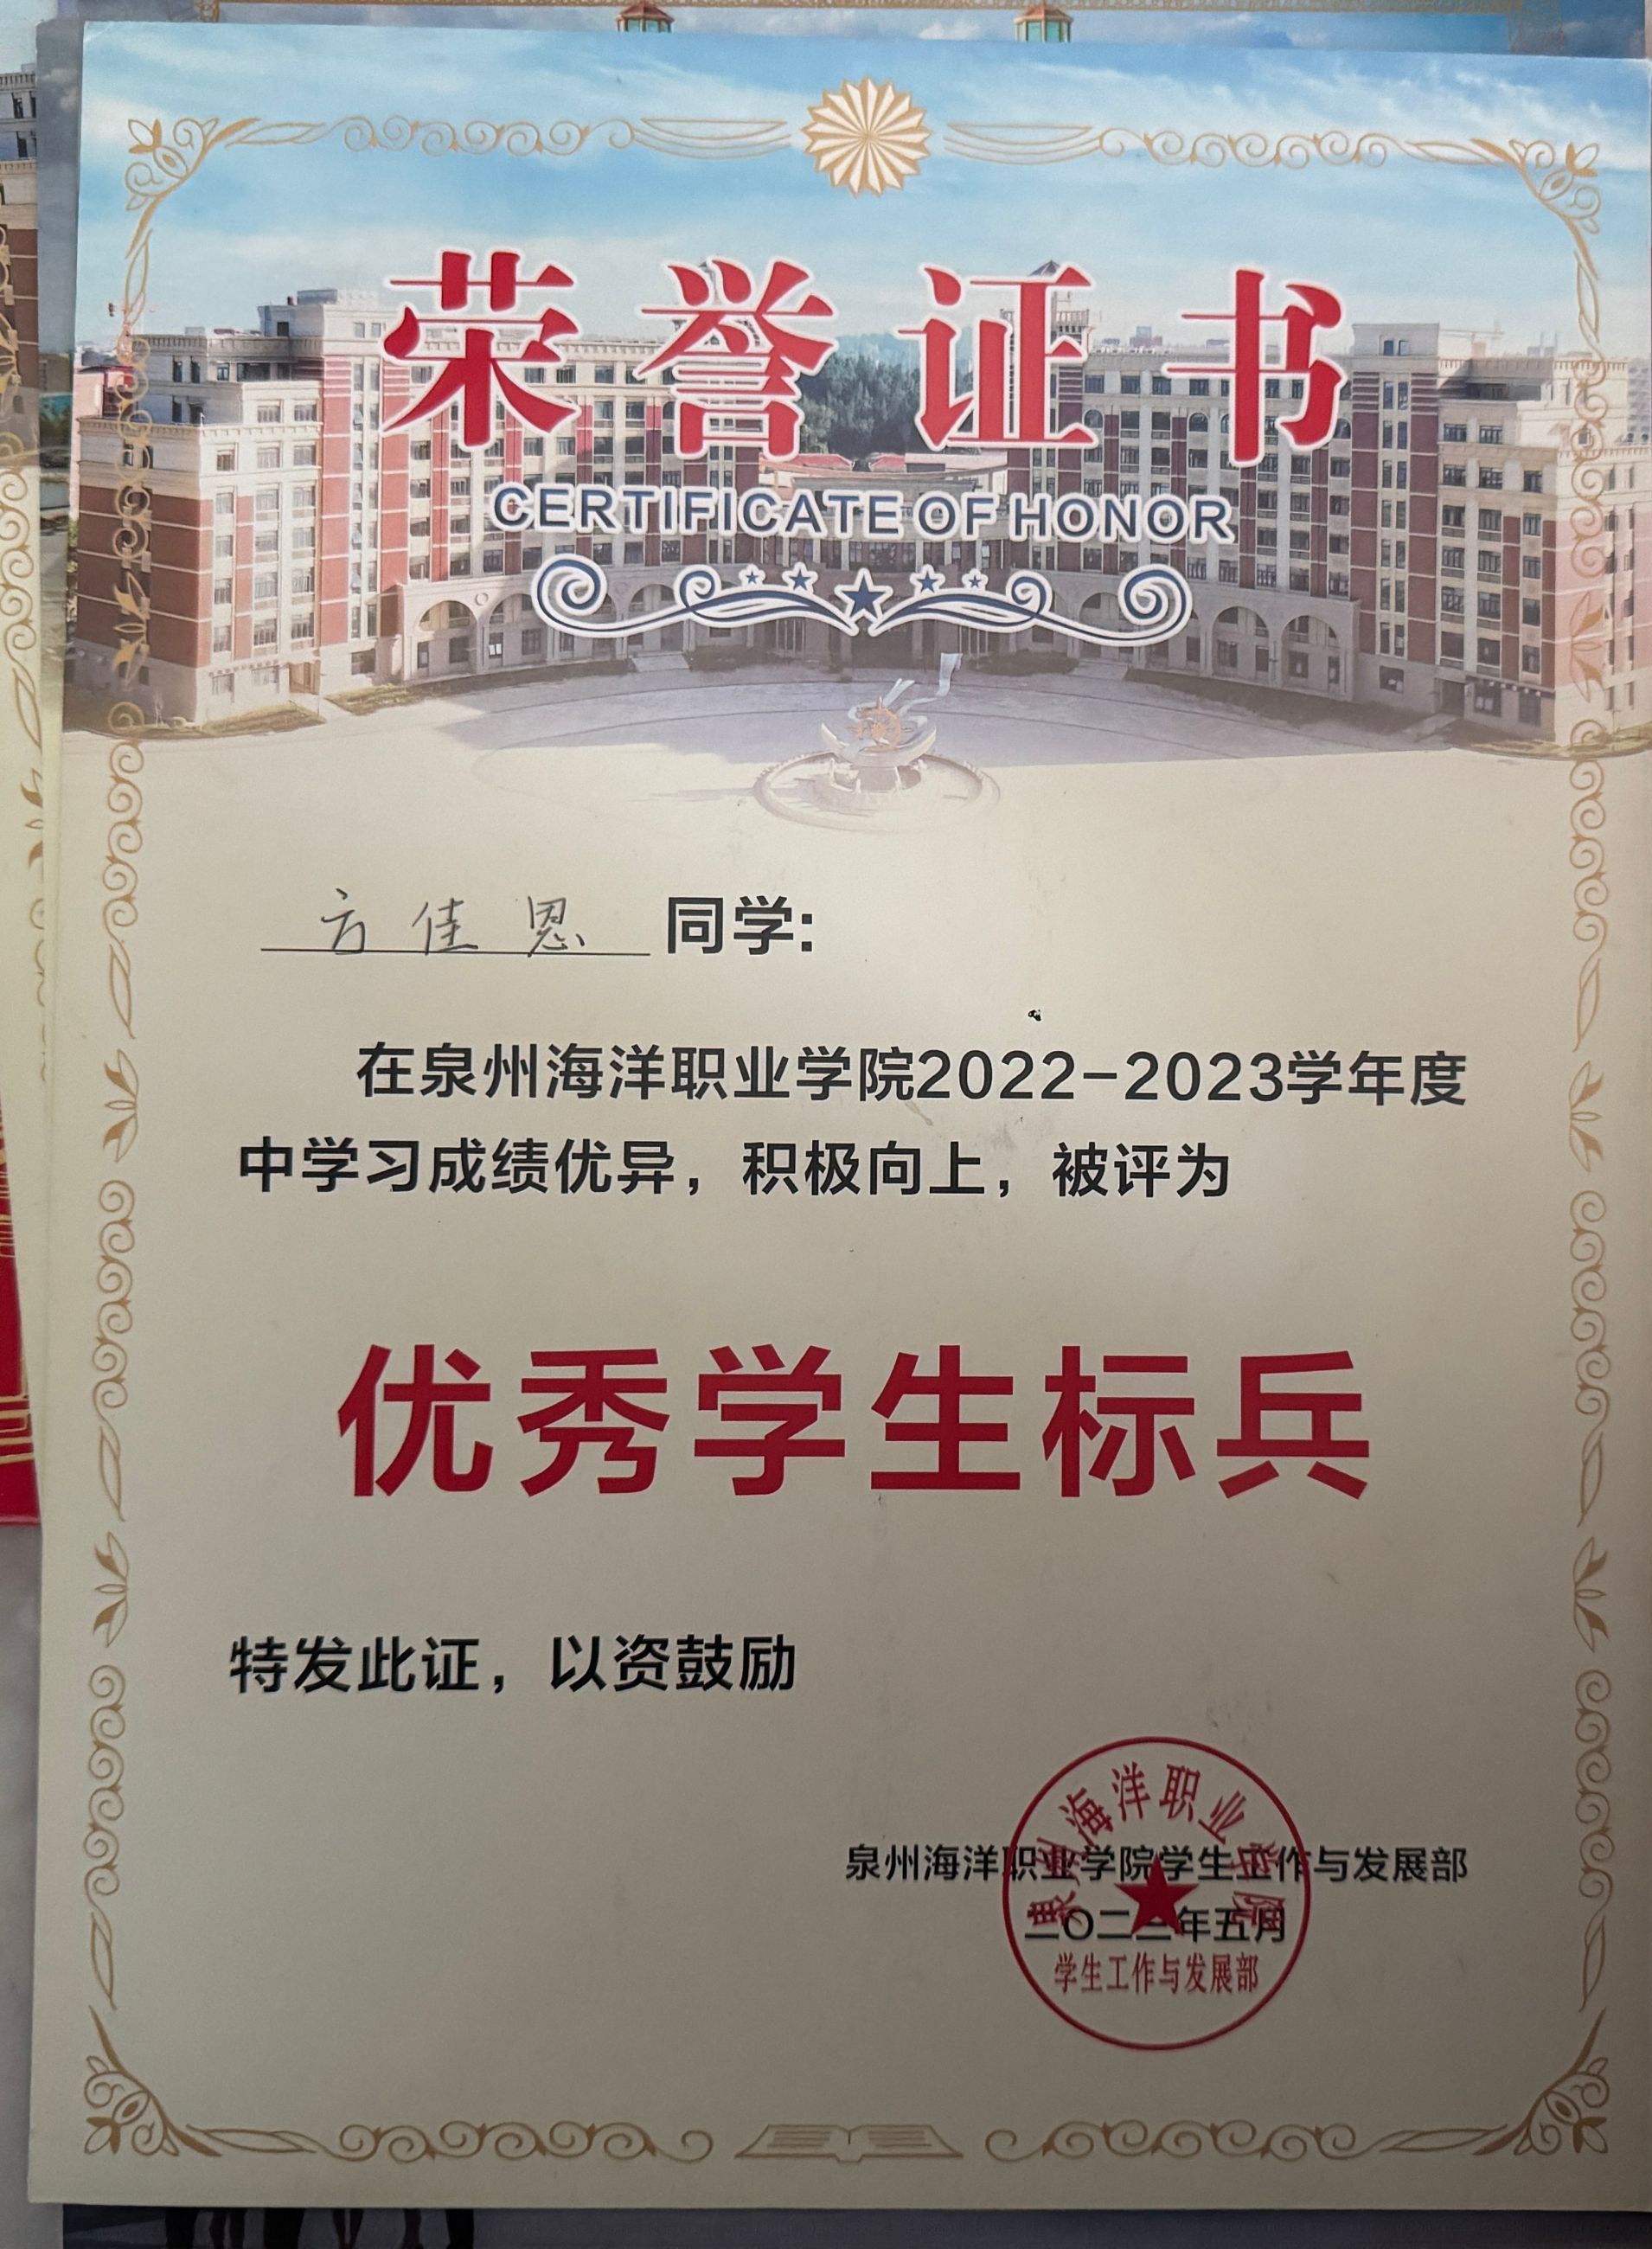 荣誉证书
CERTIFICATE OF HONOR
方佳恩 同学:
在泉州海洋职业学院2022-2023学年度
中学习成绩优异，积极向上，被评为
优秀学生标兵
特发此证，以资鼓励
泉州海洋职业学院学生工作与发展部
二〇二三年五月
泉州海洋职业学院
学生工作与发展部